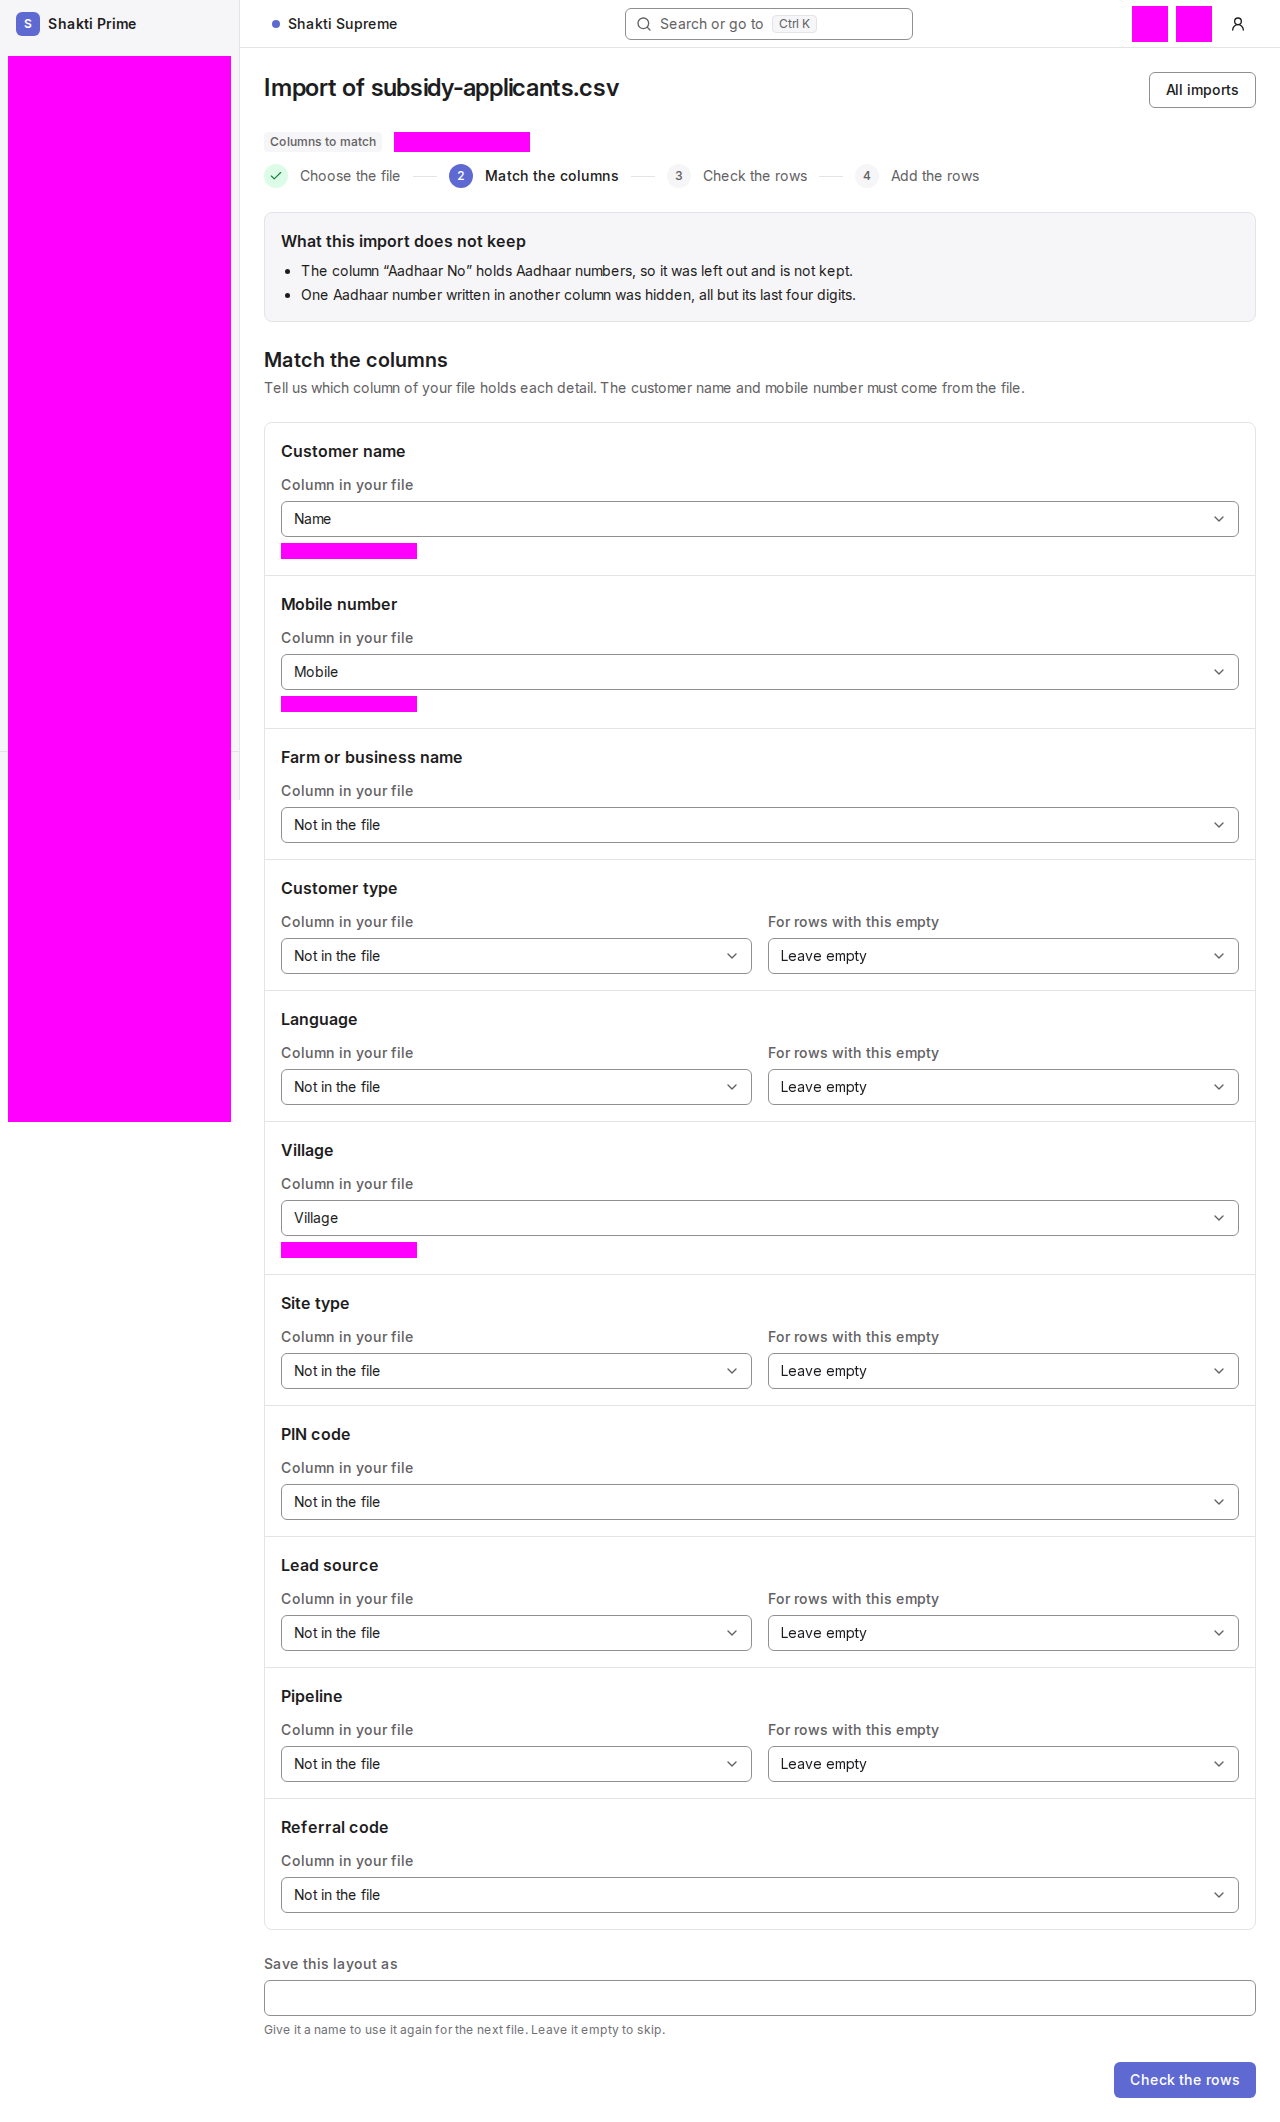 S Shakti Prime
Shakti Supreme
Search or go to Ctrl K
Import of subsidy-applicants.csv
All imports
Columns to match
Choose the file
2 Match the columns
3 Check the rows
4 Add the rows
What this import does not keep
• The column “Aadhaar No” holds Aadhaar numbers, so it was left out and is not kept.
• One Aadhaar number written in another column was hidden, all but its last four digits.
Match the columns
Tell us which column of your file holds each detail. The customer name and mobile number must come from the file.
Customer name
Column in your file
Name
Mobile number
Column in your file
Mobile
Farm or business name
Column in your file
Not in the file
Customer type
Column in your file For rows with this empty
Not in the file Leave empty
Language
Column in your file For rows with this empty
Not in the file Leave empty
Village
Column in your file
Village
Site type
Column in your file For rows with this empty
Not in the file Leave empty
PIN code
Column in your file
Not in the file
Lead source
Column in your file For rows with this empty
Not in the file Leave empty
Pipeline
Column in your file For rows with this empty
Not in the file Leave empty
Referral code
Column in your file
Not in the file
Save this layout as
Give it a name to use it again for the next file. Leave it empty to skip.
Check the rows